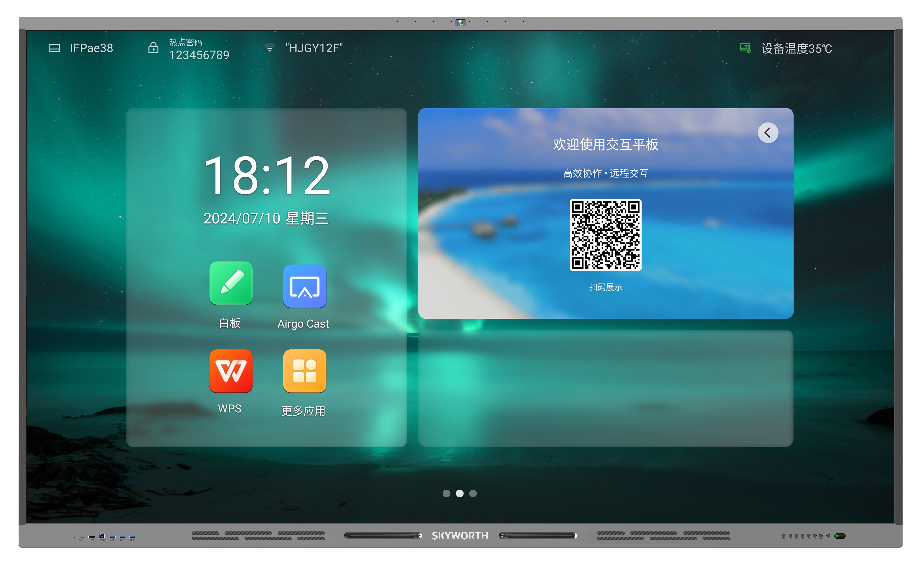 IFPae38
热点密码
123456789
"HJGY12F"
设备温度35℃
18:12
2024/07/10 星期三
白板
Airgo Cast
WPS
更多应用
欢迎使用交互平板
高效协作·远程交互
扫码展示
SKYWORTH